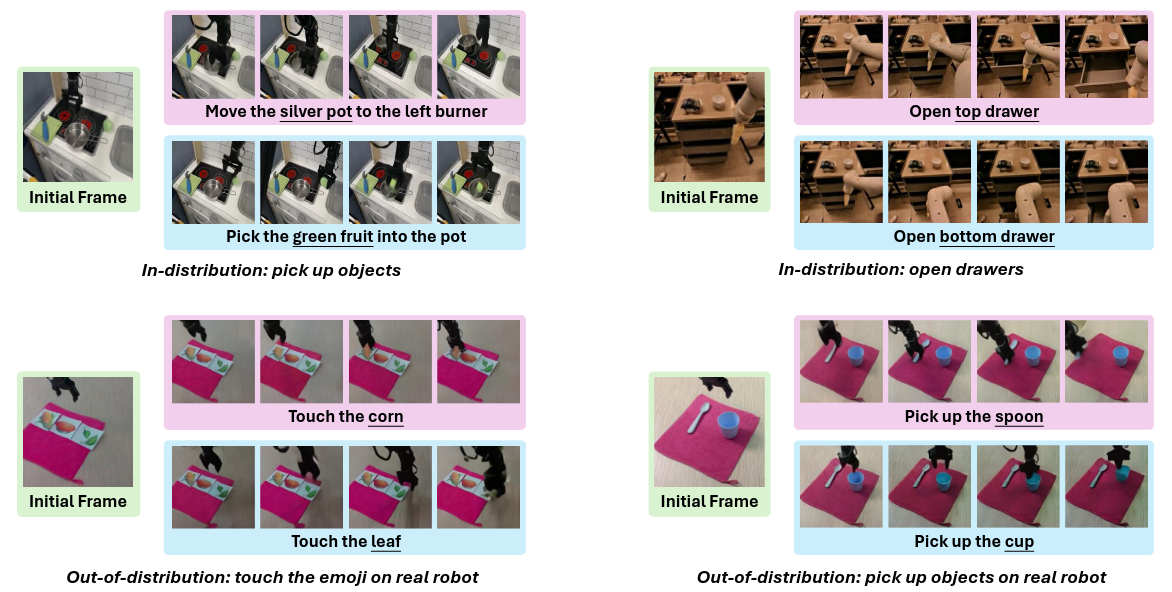 Initial Frame
Move the silver pot to the left burner
Pick the green fruit into the pot
In-distribution: pick up objects
Initial Frame
Open top drawer
Open bottom drawer
In-distribution: open drawers
Initial Frame
Touch the corn
Touch the leaf
Out-of-distribution: touch the emoji on real robot
Initial Frame
Pick up the spoon
Pick up the cup
Out-of-distribution: pick up objects on real robot